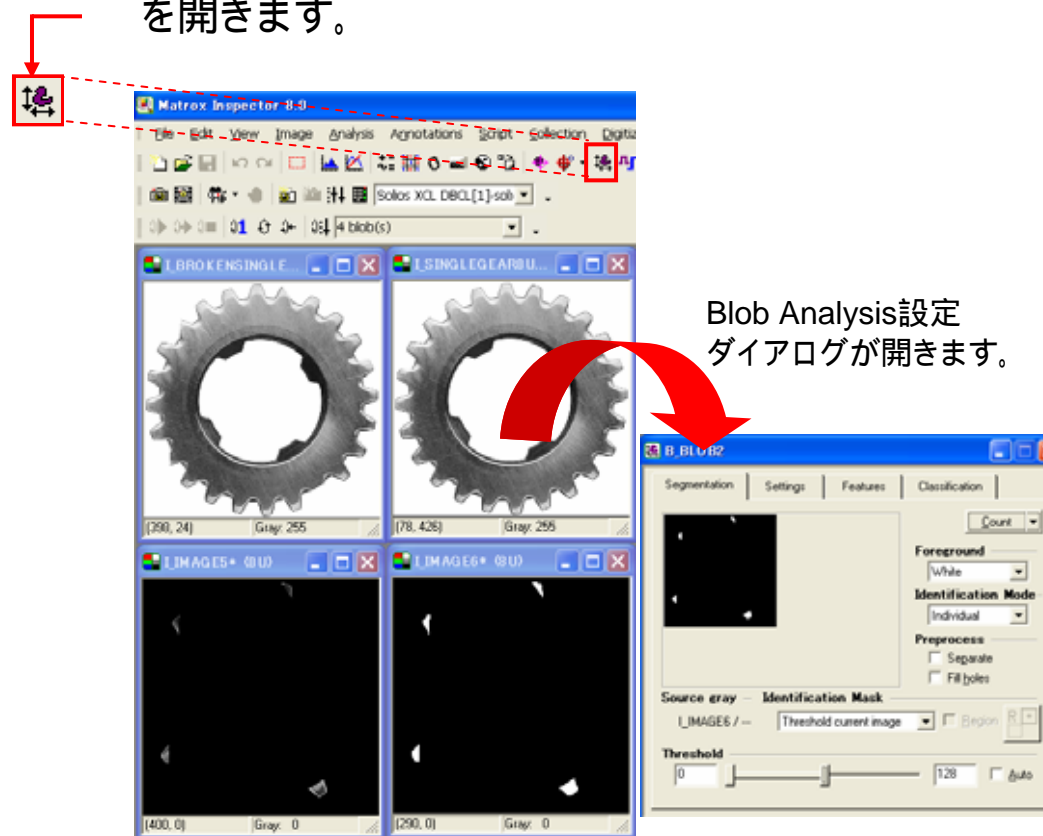 を開きます。
Matrox Inspector 8.0
File Edit View Image Analysis Annotations Script Collection
Solios XCL DBCL[1]-sob
4 blob(s)
I_BROKENSINGLE...
I_SINGLEGEAR8U...
(398, 24) Gray: 255
(78, 426) Gray: 255
Blob Analysis設定
ダイアログが開きます。
B_BLOB2
Segmentation Settings Features Classification
Count
Foreground
White
Identification Mode
Individual
Preprocess
Separate
Fill holes
Source gray Identification Mask
I_IMAGE6 / -- Threshold current image Region
Threshold
0 128 Auto
I_IMAGE5* (8U)
I_IMAGE6* (8U)
(400, 0) Gray: 0
(290, 0) Gray: 0